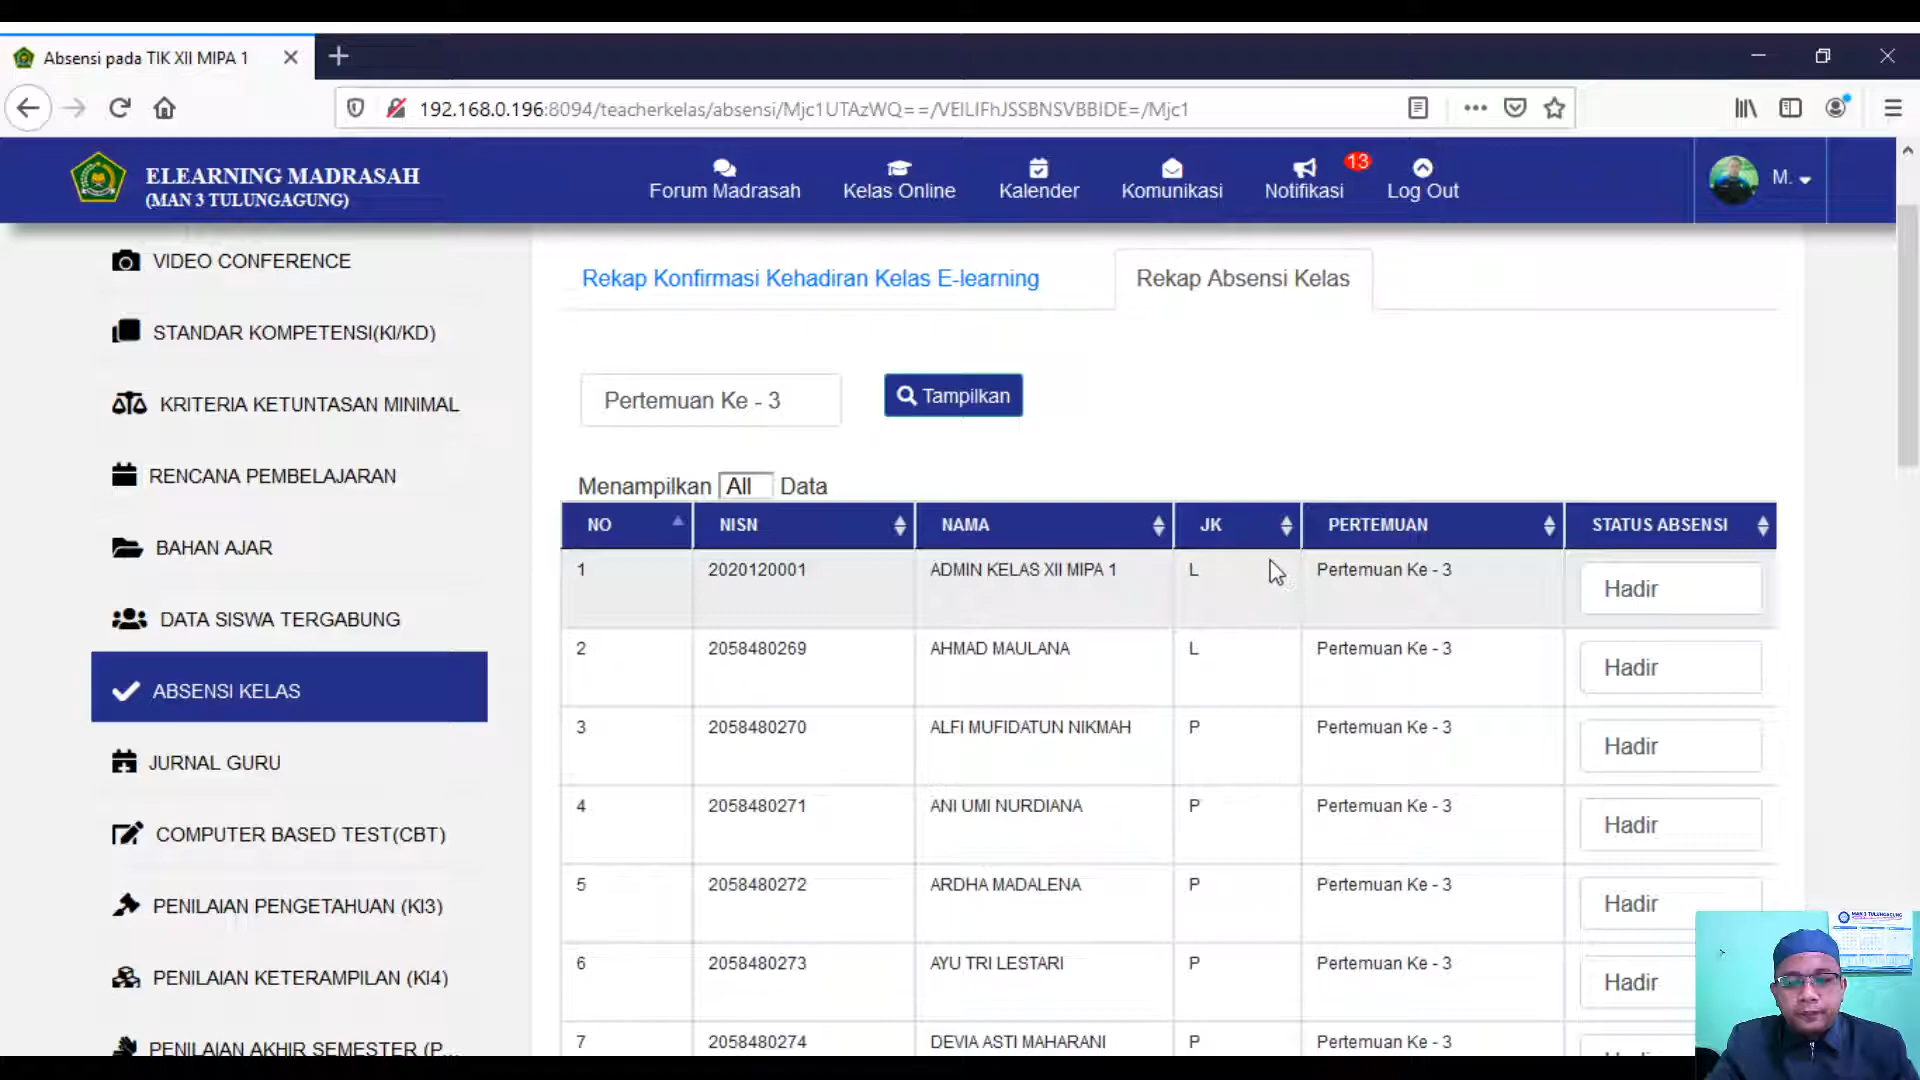 Absensi pada TIK XII MIPA 1
192.168.0.196:8094/teacherkelas/absensi/Mjc1UTAzWQ==/VElLIFhJSSBNSVBBIDE=/Mjc1
ELEARNING MADRASAH
(MAN 3 TULUNGAGUNG)
Forum Madrasah
Kelas Online
Kalender
Komunikasi
Notifikasi
13
Log Out
M.
VIDEO CONFERENCE
STANDAR KOMPETENSI(KI/KD)
KRITERIA KETUNTASAN MINIMAL
RENCANA PEMBELAJARAN
BAHAN AJAR
DATA SISWA TERGABUNG
ABSENSI KELAS
JURNAL GURU
COMPUTER BASED TEST(CBT)
PENILAIAN PENGETAHUAN (KI3)
PENILAIAN KETERAMPILAN (KI4)
PENILAIAN AKHIR SEMESTER (P...
Rekap Konfirmasi Kehadiran Kelas E-learning
Rekap Absensi Kelas
Pertemuan Ke - 3
Tampilkan
Menampilkan All Data
NO NISN NAMA JK PERTEMUAN STATUS ABSENSI
1 2020120001 ADMIN KELAS XII MIPA 1 L Pertemuan Ke - 3 Hadir
2 2058480269 AHMAD MAULANA L Pertemuan Ke - 3 Hadir
3 2058480270 ALFI MUFIDATUN NIKMAH P Pertemuan Ke - 3 Hadir
4 2058480271 ANI UMI NURDIANA P Pertemuan Ke - 3 Hadir
5 2058480272 ARDHA MADALENA P Pertemuan Ke - 3 Hadir
6 2058480273 AYU TRI LESTARI P Pertemuan Ke - 3 Hadir
7 2058480274 DEVIA ASTI MAHARANI P Pertemuan Ke - 3
MAN 3 TULUNGAGUNG